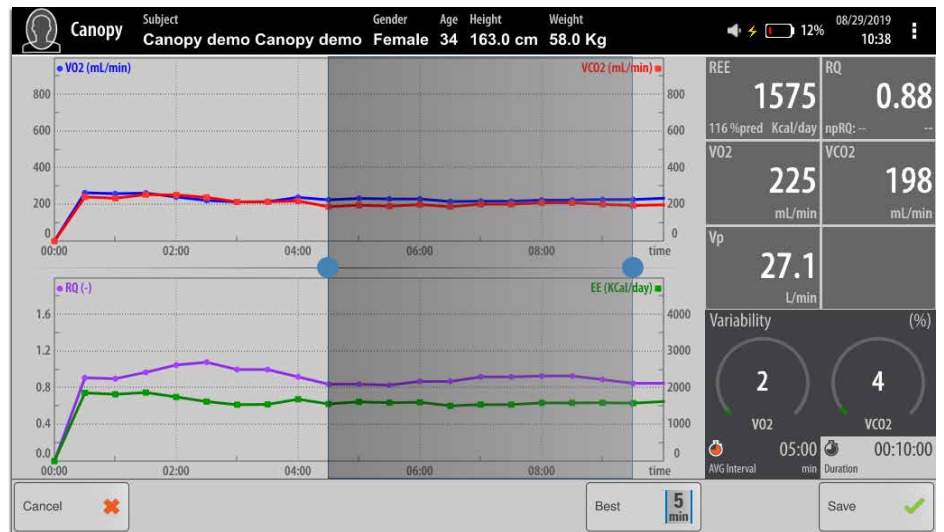 Canopy
Subject Gender Age Height Weight
Canopy demo Canopy demo Female 34 163.0 cm 58.0 Kg
12%
08/29/2019
10:38
VO2 (mL/min) VCO2 (mL/min)
800 800
600 600
400 400
200 200
0 0
00:00 02:00 04:00 06:00 08:00 time
RQ (-) EE (KCal/day)
1.6 4000
1.2 3000
0.8 2000
0.4 1000
0.0 0
00:00 02:00 04:00 06:00 08:00 time
REE
1575
116 %pred Kcal/day
RQ
0.88
npRQ: -- --
VO2
225
mL/min
VCO2
198
mL/min
Vp
27.1
L/min
Variability (%)
2 4
VO2 VCO2
05:00
AVG Interval min
00:10:00
Duration
Cancel
Best 5 min
Save